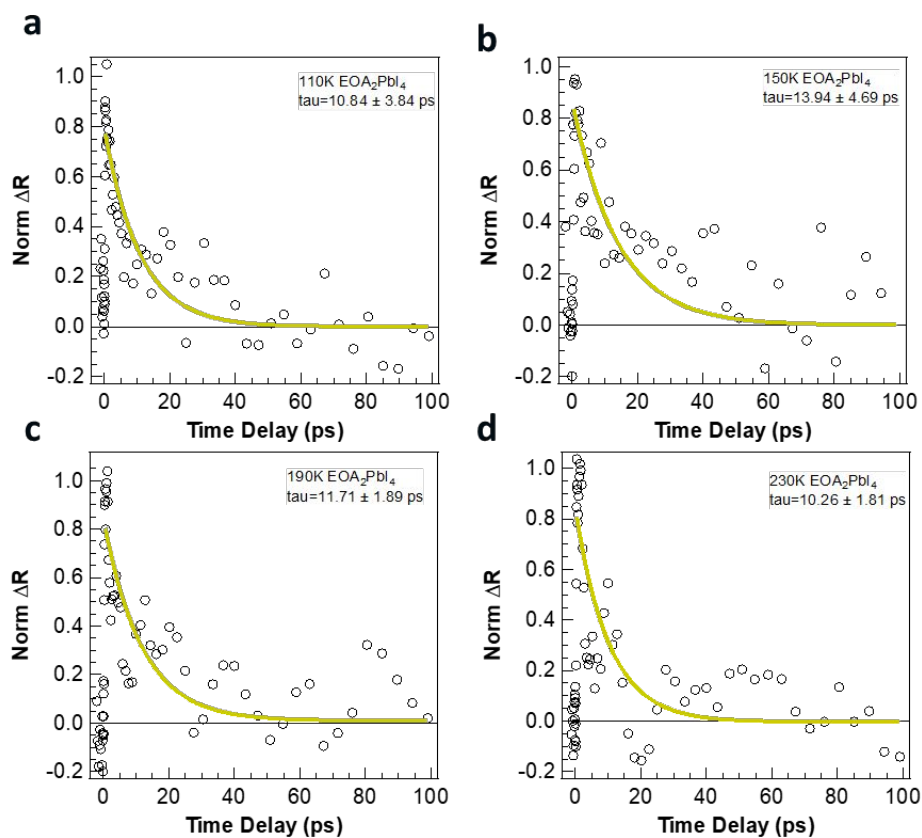 a
110K EOA₂PbI₄
tau=10.84 ± 3.84 ps
1.0
0.8
0.6
0.4
0.2
0.0
-0.2
Norm ΔR
0 20 40 60 80 100
Time Delay (ps)
b
150K EOA₂PbI₄
tau=13.94 ± 4.69 ps
1.0
0.8
0.6
0.4
0.2
0.0
-0.2
Norm ΔR
0 20 40 60 80 100
Time Delay (ps)
c
190K EOA₂PbI₄
tau=11.71 ± 1.89 ps
1.0
0.8
0.6
0.4
0.2
0.0
-0.2
Norm ΔR
0 20 40 60 80 100
Time Delay (ps)
d
230K EOA₂PbI₄
tau=10.26 ± 1.81 ps
1.0
0.8
0.6
0.4
0.2
0.0
-0.2
Norm ΔR
0 20 40 60 80 100
Time Delay (ps)